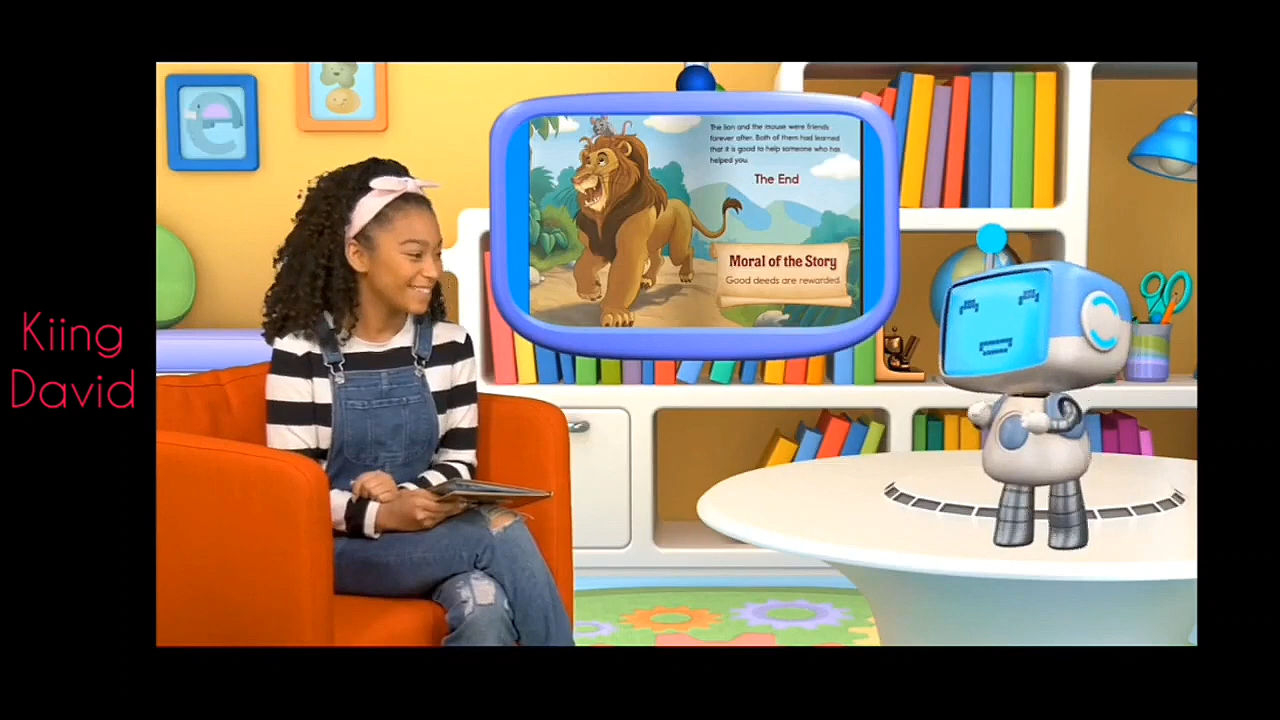 Kiing
David
e
The lion and the mouse were friends
forever after. Both of them had learned
that it is good to help someone who has
helped you.
The End
Moral of the Story
Good deeds are rewarded.